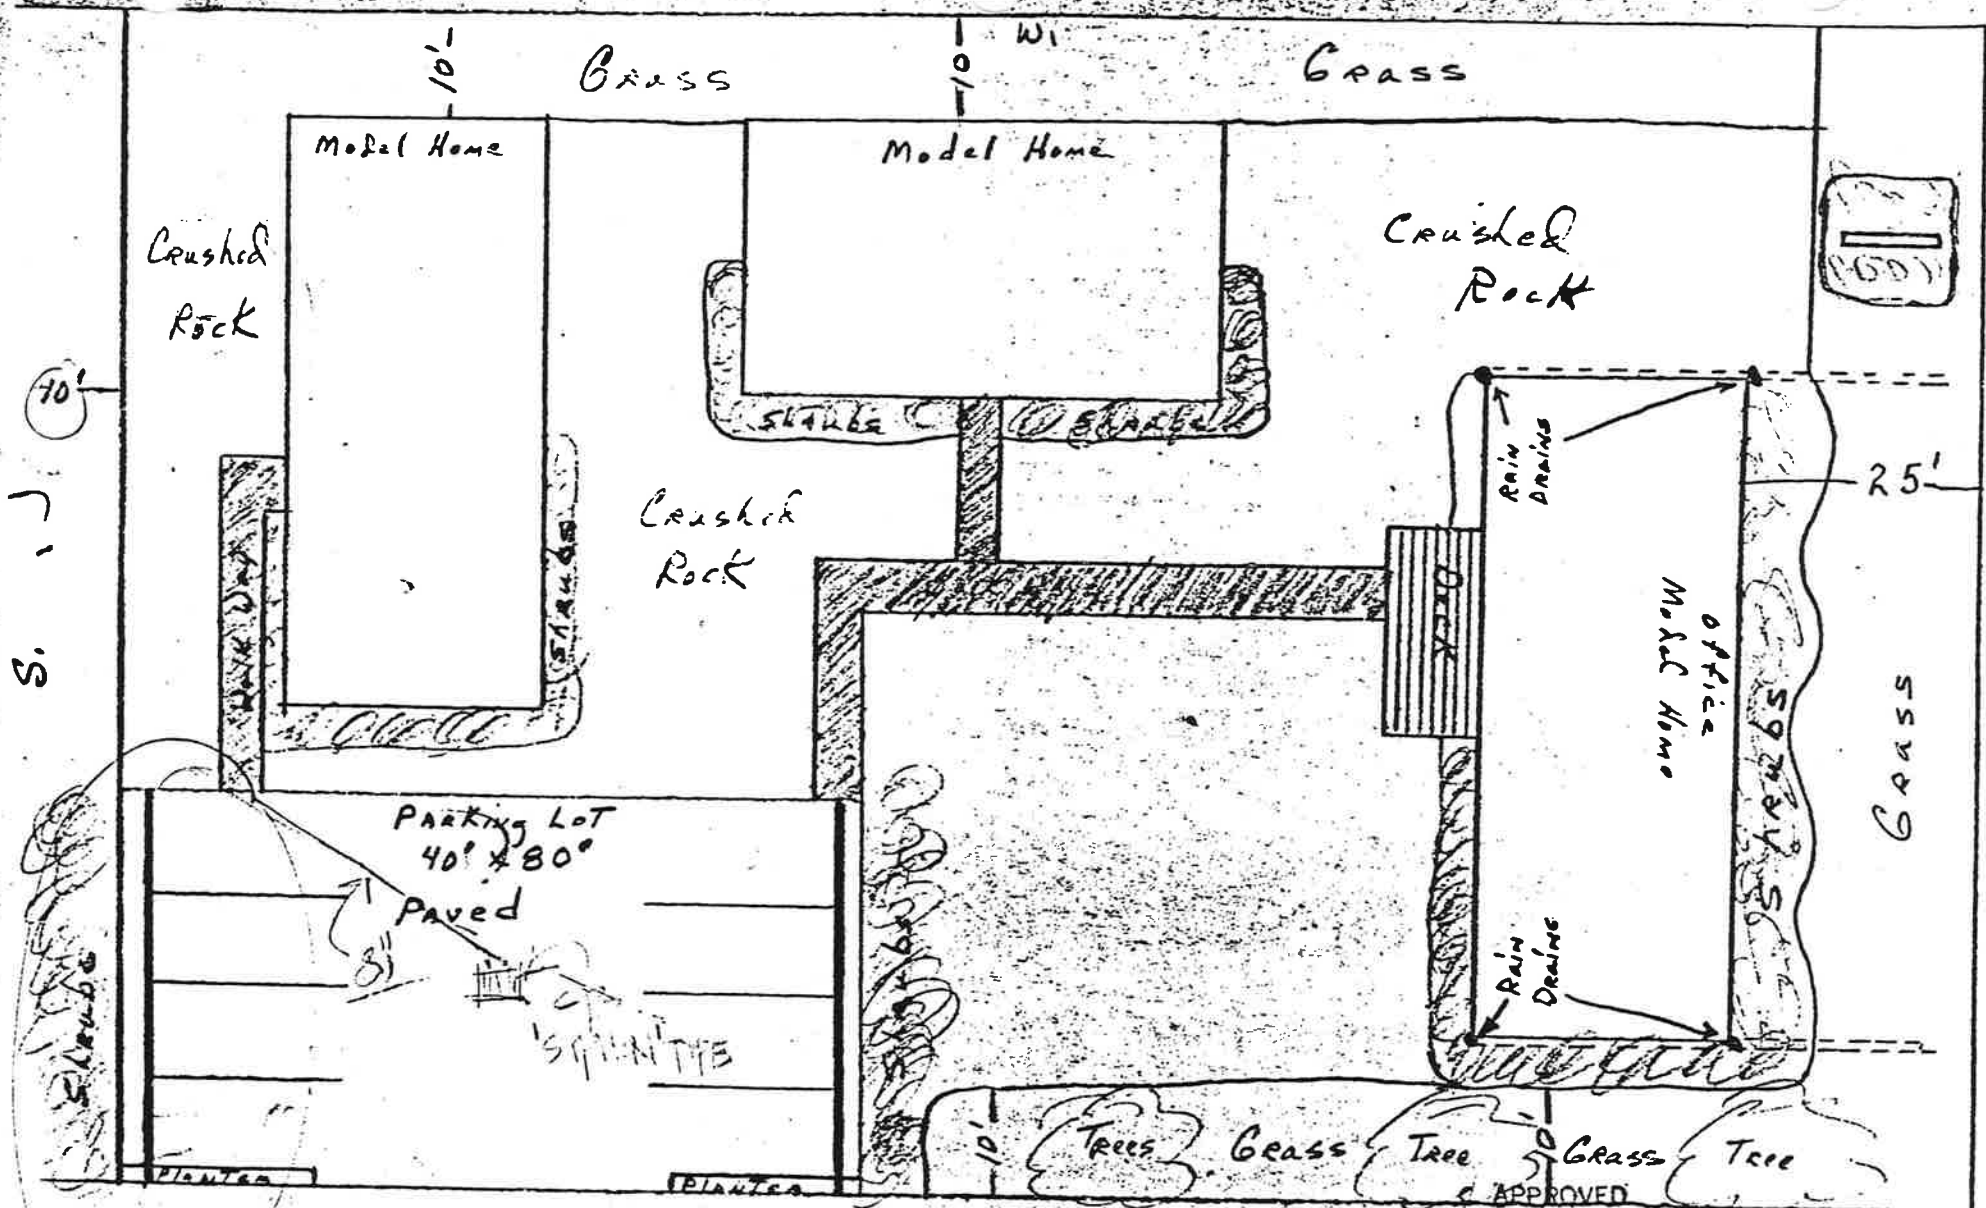 10'
Grass
10
W.
Grass
Model Home
Model Home
Crushed
Rock
Crushed
Rock
Crushed
Rock
10'
S.
Walk Way
Shrubs
Shrubs
Shrubs
Rain
Drains
25'
Deck
Office
Model Home
Shrubs
Grass
Parking Lot
40' x 80'
Paved
8"
Shrubs
Shrubs
Rain
Drains
Planter
Planter
10'
Trees
Grass
Tree
10'
Grass
Tree
APPROVED